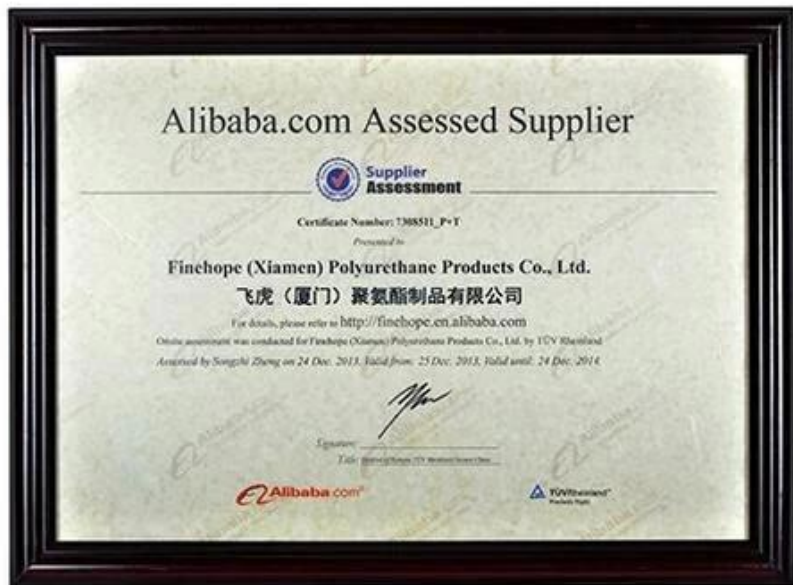 Alibaba.com Assessed Supplier
Supplier
Assessment
Certificate Number: 7308511_P+T
Presented to
Finehope (Xiamen) Polyurethane Products Co., Ltd.
飞虎（厦门）聚氨酯制品有限公司
For details, please refer to http://finehope.en.alibaba.com
Onsite assessment was conducted for Finehope (Xiamen) Polyurethane Products Co., Ltd. by TÜV Rheinland
Assessed by Songzhi Zheng on 24 Dec. 2013, Valid from: 25 Dec. 2013, Valid until: 24 Dec. 2014
Signature:
Title:
Alibaba.com®
TÜVRheinland®
Precisely Right.